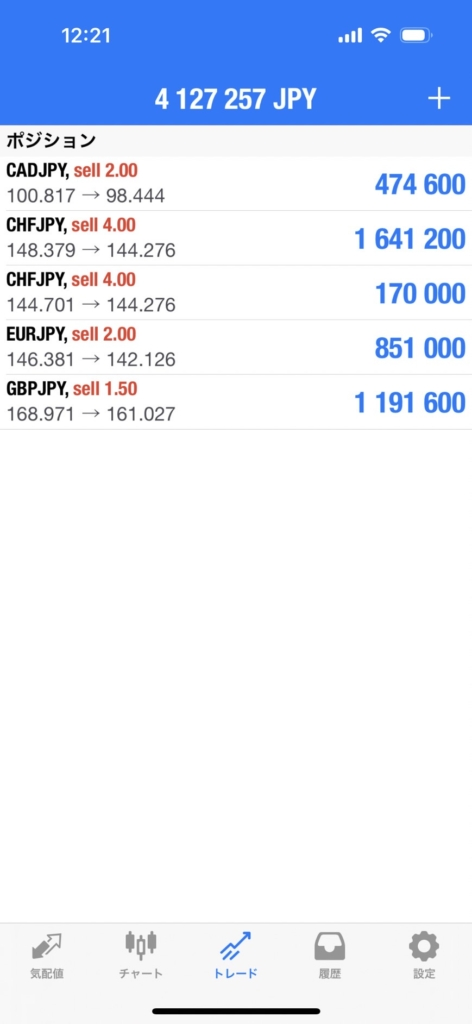 12:21
4 127 257 JPY
ポジション
CADJPY, sell 2.00
100.817 → 98.444
474 600
CHFJPY, sell 4.00
148.379 → 144.276
1 641 200
CHFJPY, sell 4.00
144.701 → 144.276
170 000
EURJPY, sell 2.00
146.381 → 142.126
851 000
GBPJPY, sell 1.50
168.971 → 161.027
1 191 600
気配値 チャート トレード 履歴 設定